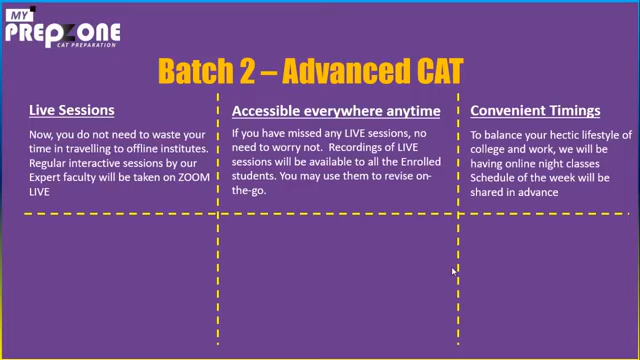 MY
PREPZONE
CAT PREPARATION
Batch 2 – Advanced CAT
Live Sessions
Now, you do not need to waste your
time in travelling to offline institutes.
Regular interactive sessions by our
Expert faculty will be taken on ZOOM
LIVE
Accessible everywhere anytime
If you have missed any LIVE sessions, no
need to worry not.  Recordings of LIVE
sessions will be available to all the Enrolled
students. You may use them to revise on-
the-go.
Convenient Timings
To balance your hectic lifestyle of
college and work, we will be
having online night classes
Schedule of the week will be
shared in advance